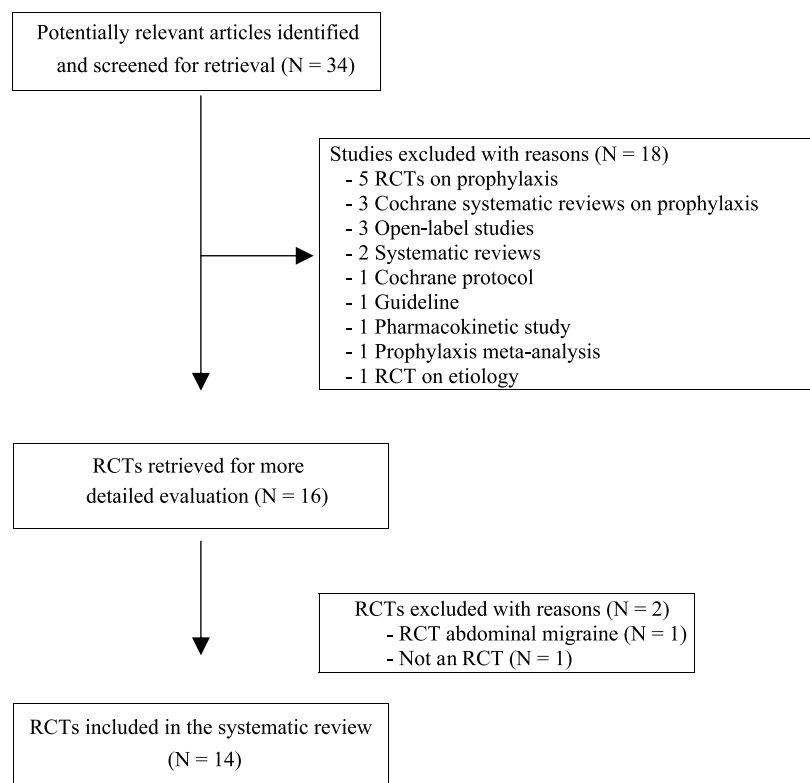 Potentially relevant articles identified
and screened for retrieval (N = 34)
Studies excluded with reasons (N = 18)
- 5 RCTs on prophylaxis
- 3 Cochrane systematic reviews on prophylaxis
- 3 Open-label studies
- 2 Systematic reviews
- 1 Cochrane protocol
- 1 Guideline
- 1 Pharmacokinetic study
- 1 Prophylaxis meta-analysis
- 1 RCT on etiology
RCTs retrieved for more
detailed evaluation (N = 16)
RCTs excluded with reasons (N = 2)
- RCT abdominal migraine (N = 1)
- Not an RCT (N = 1)
RCTs included in the systematic review
(N = 14)